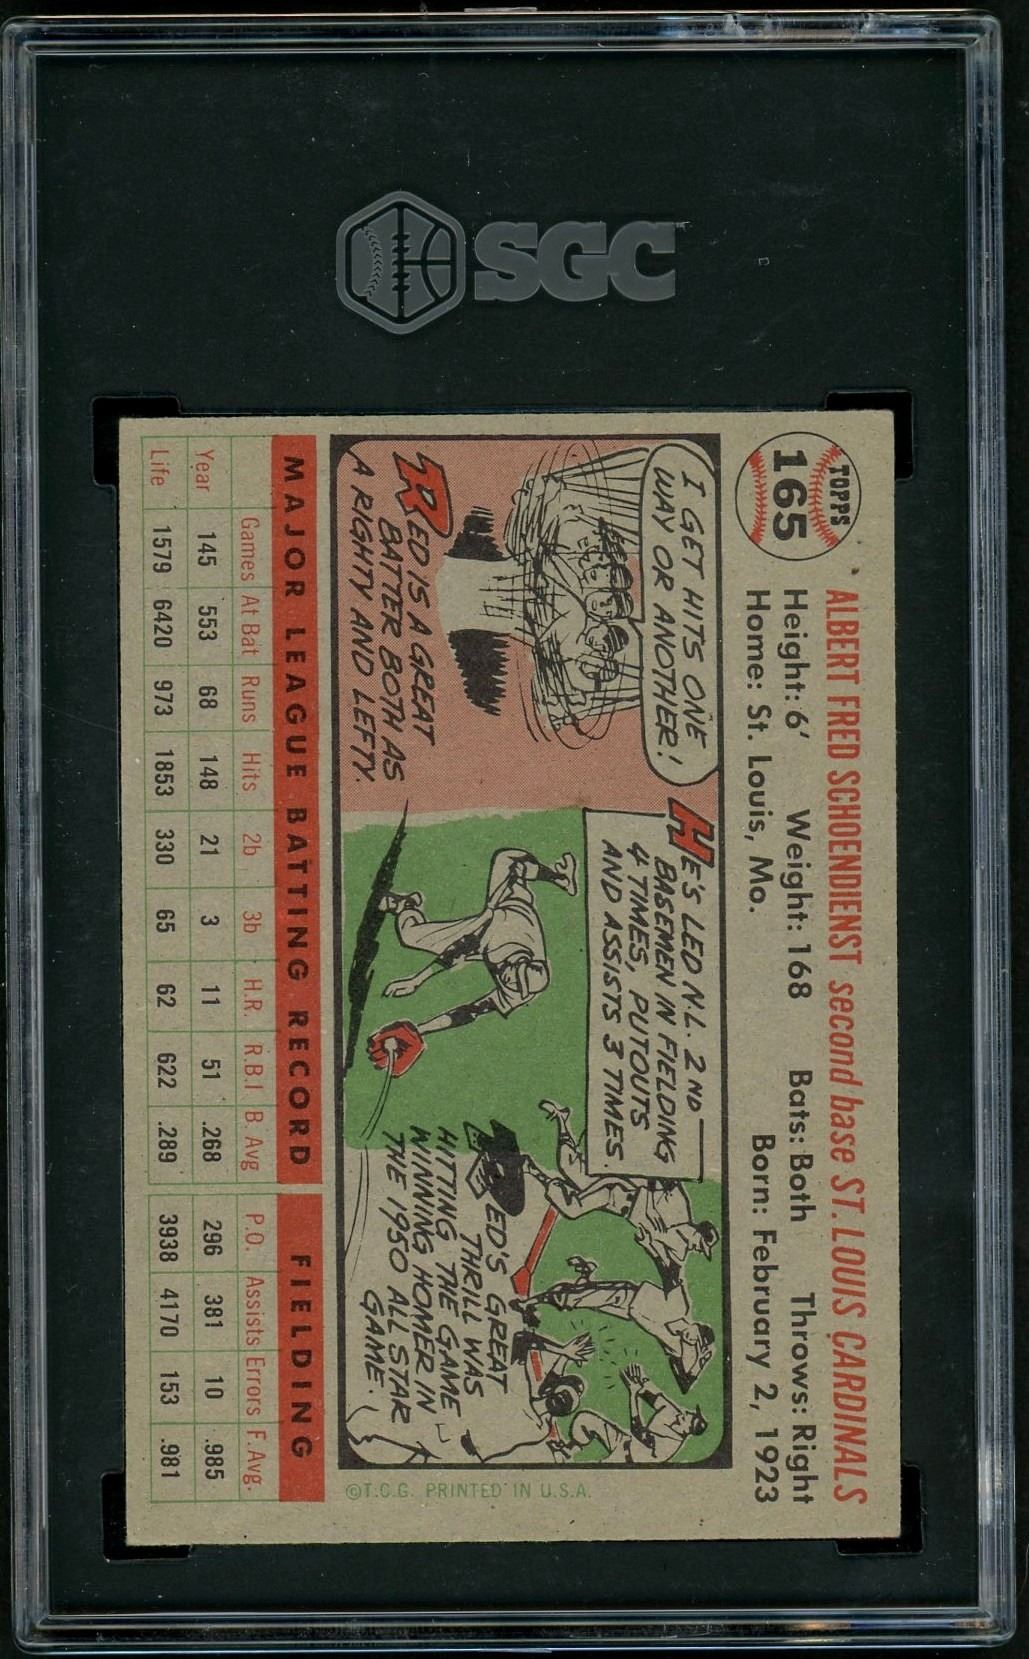 SGC
TOPPS
165
ALBERT FRED SCHOENDIENST second base ST. LOUIS CARDINALS
Height: 6' Weight: 168 Bats: Both Throws: Right
Home: St. Louis, Mo. Born: February 2, 1923
I GET HITS ONE
WAY OR ANOTHER!
RED IS A GREAT
BATTER BOTH AS
A RIGHTY AND LEFTY.
HE'S LED N.L. 2ND
BASEMEN IN FIELDING
4 TIMES, PUTOUTS
AND ASSISTS 3 TIMES.
RED'S GREAT
THRILL WAS
HITTING THE GAME
WINNING HOMER IN
THE 1950 ALL STAR
GAME.
©T.C.G. PRINTED IN U.S.A.
MAJOR LEAGUE BATTING RECORD FIELDING
Games At Bat Runs Hits 2b 3b H.R. R.B.I B. Avg P.O. Assists Errors F. Avg.
Year 145 553 68 148 21 3 11 51 .268 296 381 10 .985
Life 1579 6420 973 1853 330 65 62 622 .289 3938 4170 153 .981